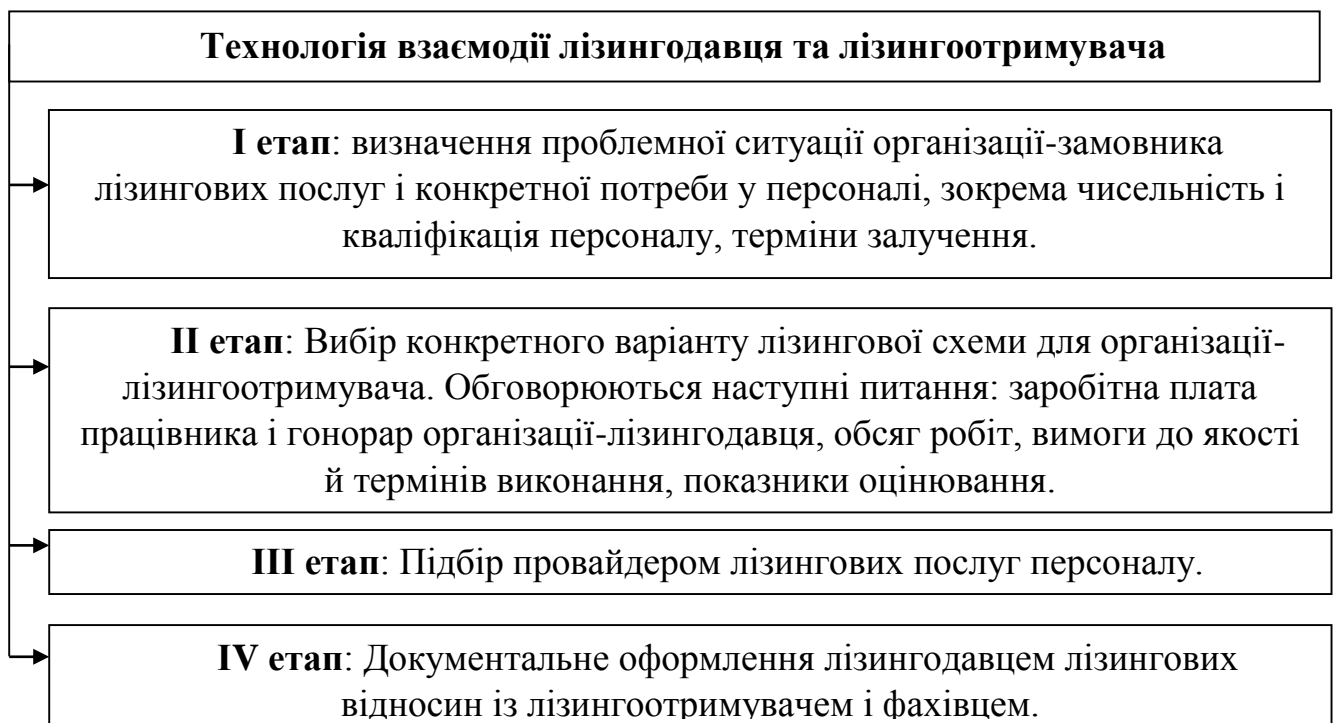 Технологія взаємодії лізингодавця та лізингоотримувача
I етап: визначення проблемної ситуації організації-замовника
лізингових послуг і конкретної потреби у персоналі, зокрема чисельність і
кваліфікація персоналу, терміни залучення.
II етап: Вибір конкретного варіанту лізингової схеми для організації-
лізингоотримувача. Обговорюються наступні питання: заробітна плата
працівника і гонорар організації-лізингодавця, обсяг робіт, вимоги до якості
й термінів виконання, показники оцінювання.
III етап: Підбір провайдером лізингових послуг персоналу.
IV етап: Документальне оформлення лізингодавцем лізингових
відносин із лізингоотримувачем і фахівцем.